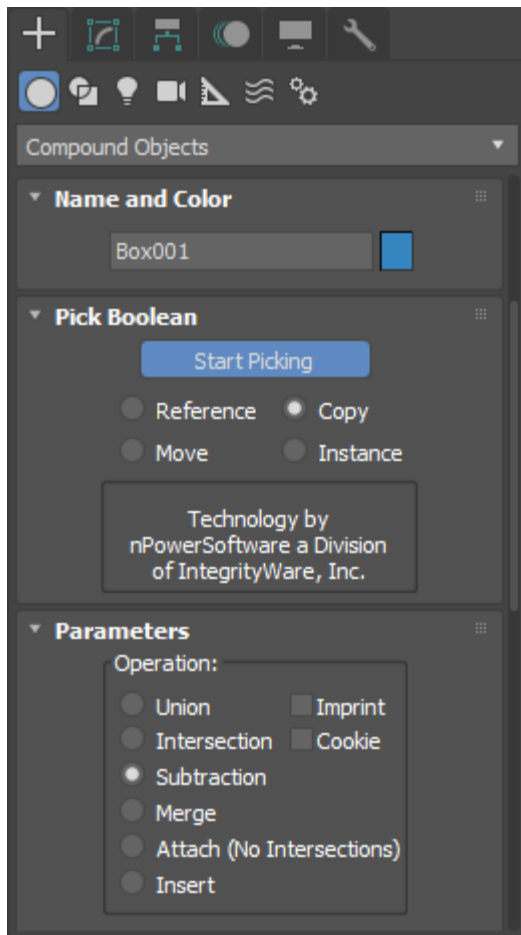 Compound Objects
Name and Color
Box001
Pick Boolean
Start Picking
Reference Copy
Move Instance
Technology by
nPowerSoftware a Division
of IntegrityWare, Inc.
Parameters
Operation:
Union Imprint
Intersection Cookie
Subtraction
Merge
Attach (No Intersections)
Insert